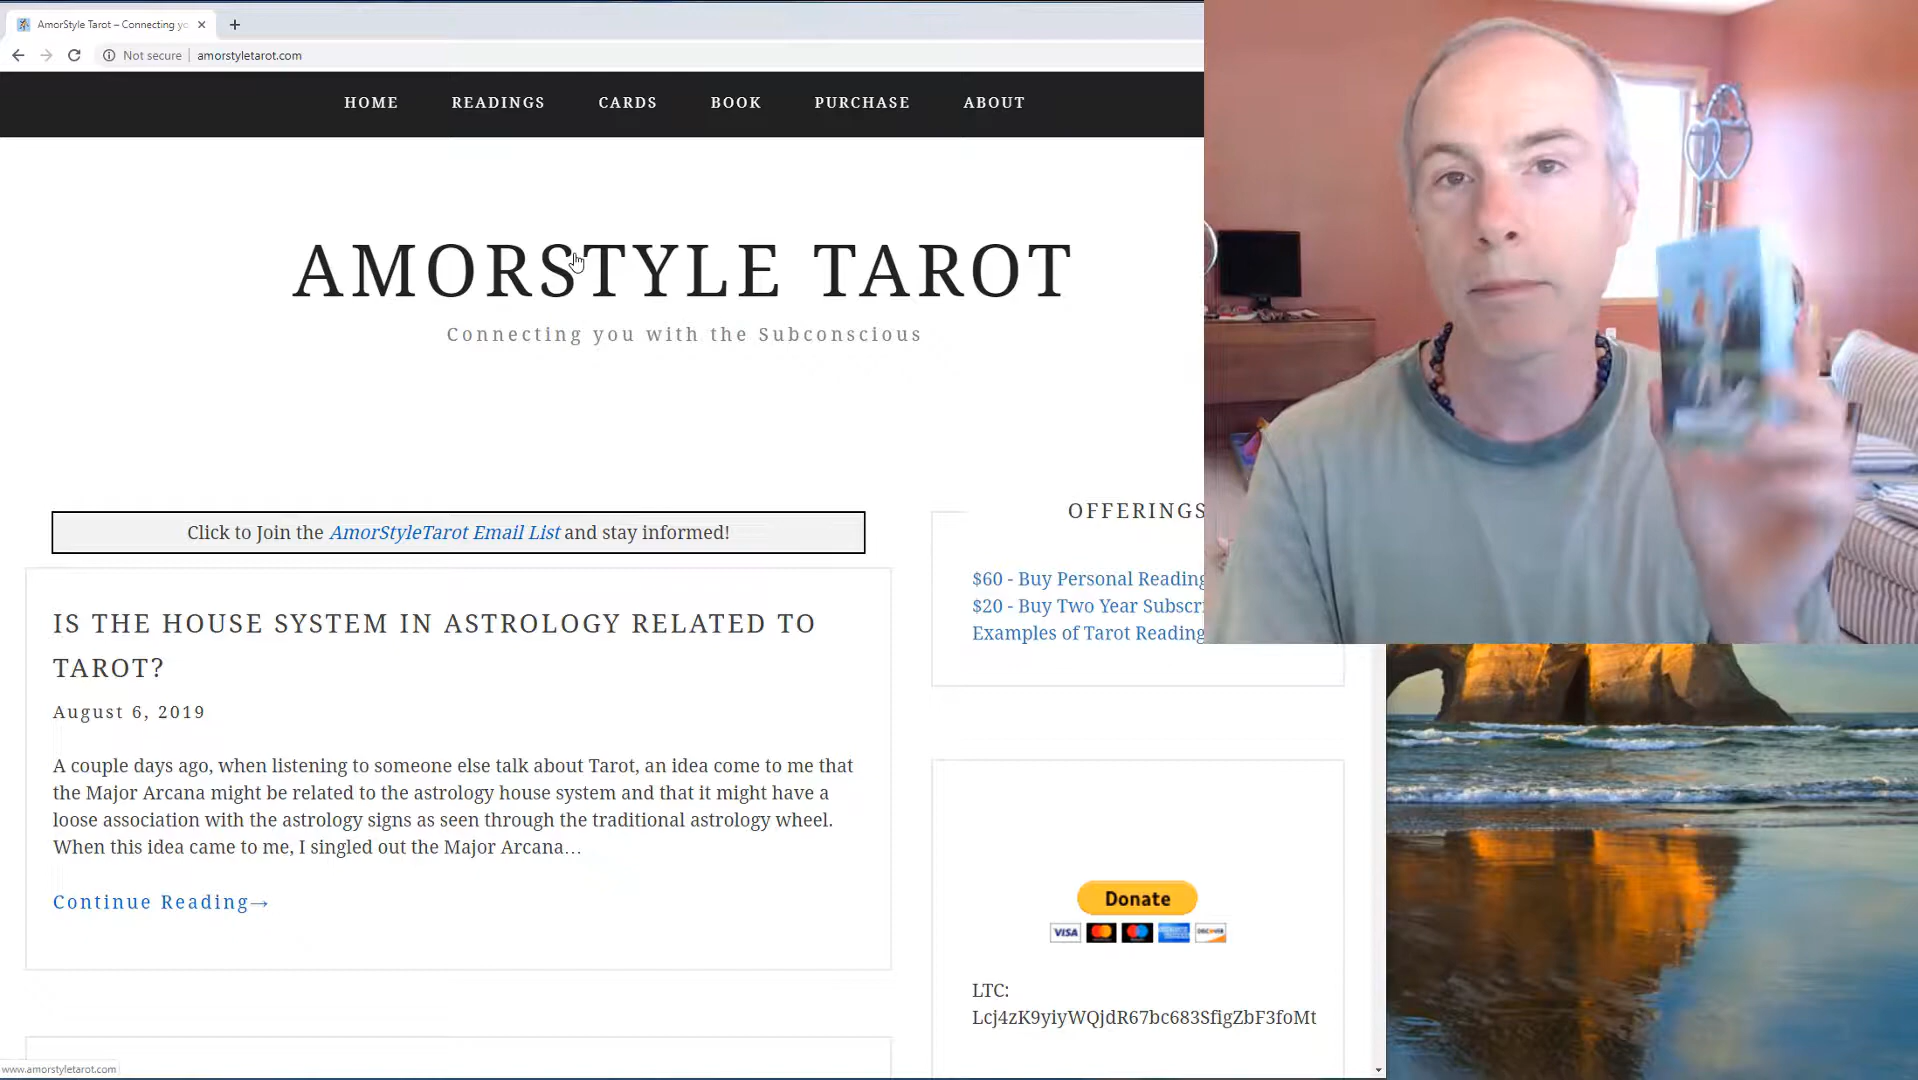 AmorStyle Tarot – Connecting yo
Not secure
amorstyletarot.com
HOME
READINGS
CARDS
BOOK
PURCHASE
ABOUT
AMORSTYLE TAROT
Connecting you with the Subconscious
Click to Join the AmorStyleTarot Email List and stay informed!
IS THE HOUSE SYSTEM IN ASTROLOGY RELATED TO
TAROT?
August 6, 2019
A couple days ago, when listening to someone else talk about Tarot, an idea come to me that
the Major Arcana might be related to the astrology house system and that it might have a
loose association with the astrology signs as seen through the traditional astrology wheel.
When this idea came to me, I singled out the Major Arcana…
Continue Reading→
OFFERINGS
$60 - Buy Personal Reading
$20 - Buy Two Year Subscr
Examples of Tarot Reading
Donate
VISA
DISCOVER
LTC:
Lcj4zK9yiyWQjdR67bc683SfigZbF3foMt
www.amorstyletarot.com